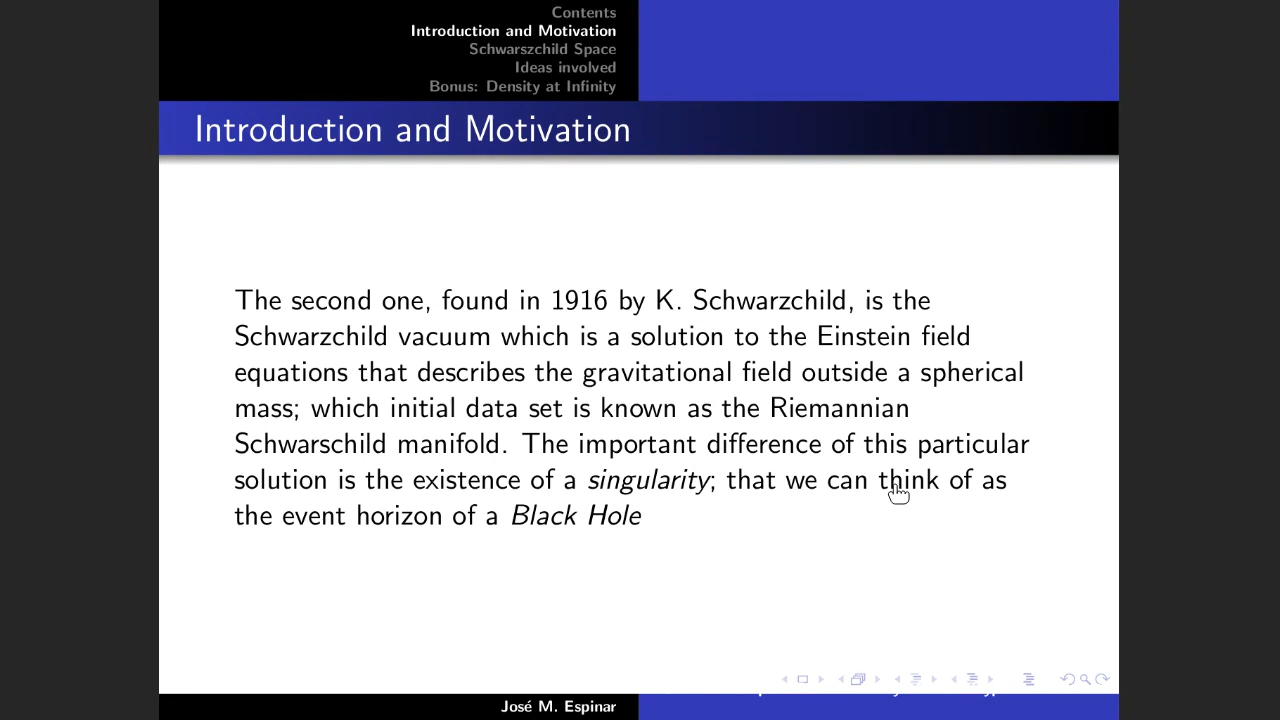 Contents
Introduction and Motivation
Schwarszchild Space
Ideas involved
Bonus: Density at Infinity
Introduction and Motivation
The second one, found in 1916 by K. Schwarzchild, is the
Schwarzchild vacuum which is a solution to the Einstein field
equations that describes the gravitational field outside a spherical
mass; which initial data set is known as the Riemannian
Schwarschild manifold. The important difference of this particular
solution is the existence of a singularity; that we can think of as
the event horizon of a Black Hole
José M. Espinar